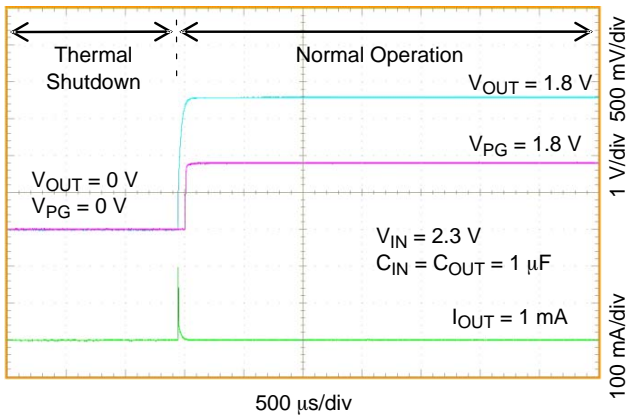 Thermal
Shutdown
Normal Operation
VOUT = 1.8 V
VPG = 1.8 V
VOUT = 0 V
VPG = 0 V
VIN = 2.3 V
CIN = COUT = 1 μF
IOUT = 1 mA
500 μs/div
500 mV/div
1 V/div
100 mA/div